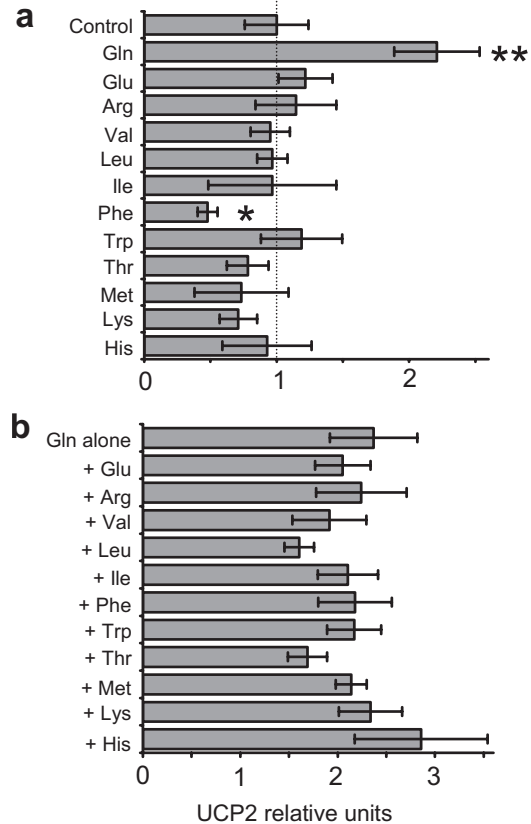 a
Control
Gln
**
Glu
Arg
Val
Leu
Ile
Phe
*
Trp
Thr
Met
Lys
His
0 1 2
b
Gln alone
+ Glu
+ Arg
+ Val
+ Leu
+ Ile
+ Phe
+ Trp
+ Thr
+ Met
+ Lys
+ His
0 1 2 3
UCP2 relative units